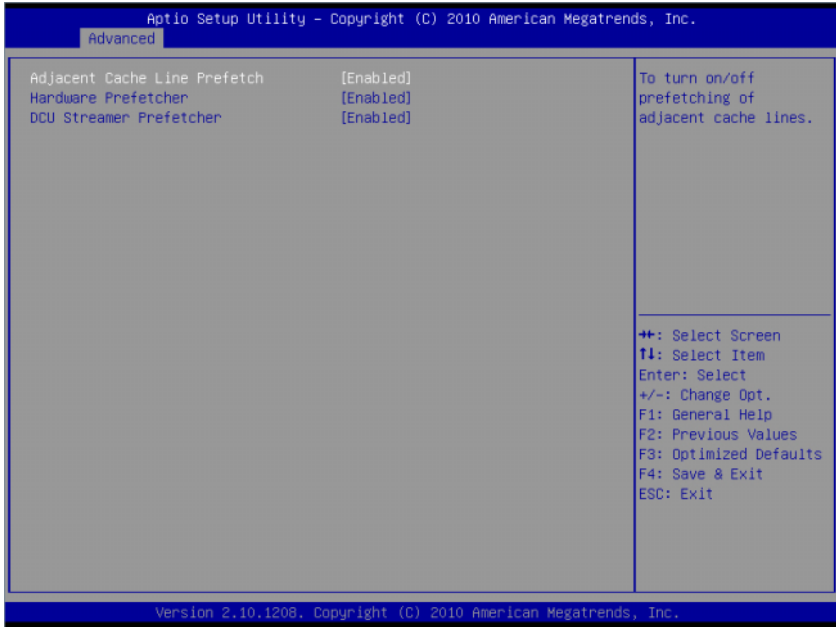 Aptio Setup Utility – Copyright (C) 2010 American Megatrends, Inc.
Advanced
Adjacent Cache Line Prefetch [Enabled]
Hardware Prefetcher [Enabled]
DCU Streamer Prefetcher [Enabled]
To turn on/off
prefetching of
adjacent cache lines.
→←: Select Screen
↑↓: Select Item
Enter: Select
+/-: Change Opt.
F1: General Help
F2: Previous Values
F3: Optimized Defaults
F4: Save & Exit
ESC: Exit
Version 2.10.1208. Copyright (C) 2010 American Megatrends, Inc.